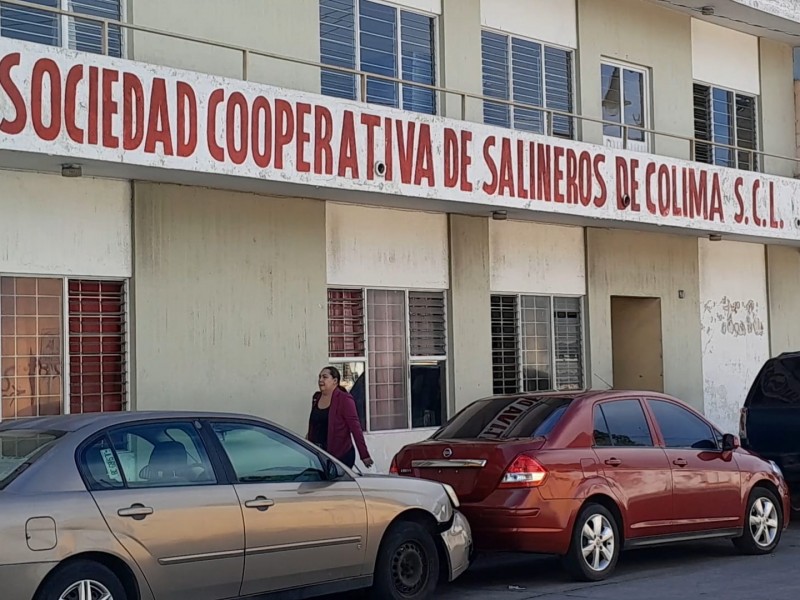 SOCIEDAD COOPERATIVA DE SALINEROS DE COLIMA S.C.L.